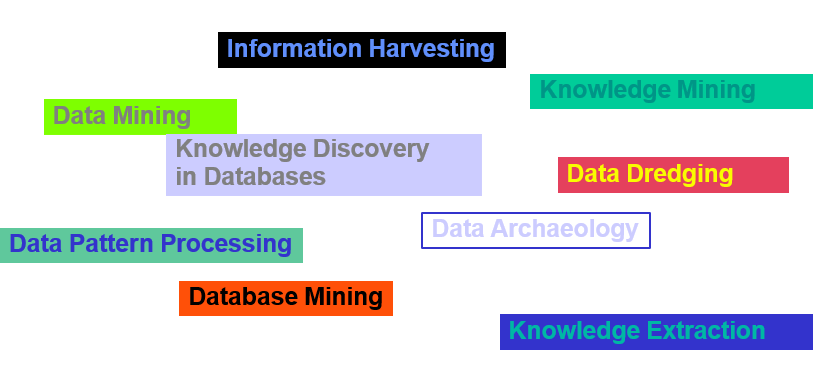 Information Harvesting
Knowledge Mining
Data Mining
Knowledge Discovery
in Databases
Data Dredging
Data Archaeology
Data Pattern Processing
Database Mining
Knowledge Extraction